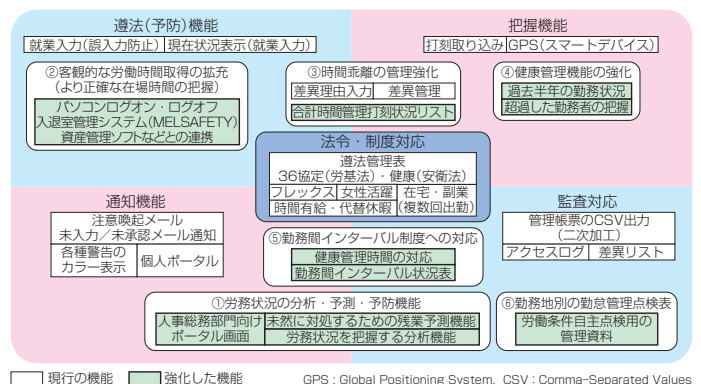 遵法(予防)機能
就業入力(誤入力防止) 現在状況表示(就業入力)
把握機能
打刻取り込み GPS(スマートデバイス)
②客観的な労働時間取得の拡充
(より正確な在場時間の把握)
パソコンログオン・ログオフ
入退室管理システム(MELSAFETY)
資産管理ソフトなどとの連携
③時間乖離の管理強化
差異理由入力 差異管理
合計時間管理打刻状況リスト
④健康管理機能の強化
過去半年の勤務状況
超過した勤務者の把握
法令・制度対応
遵法管理表
36協定(労基法)・健康(安衛法)
フレックス 女性活躍 在宅・副業
時間有給・代替休暇 (複数回出勤)
通知機能
注意喚起メール
未入力/未承認メール通知
各種警告の
カラー表示
個人ポータル
監査対応
管理帳票のCSV出力
(二次加工)
アクセスログ 差異リスト
⑤勤務間インターバル制度への対応
健康管理時間の対応
勤務間インターバル状況表
①労務状況の分析・予測・予防機能
人事総務部門向け
ポータル画面
未然に対処するための残業予測機能
労務状況を把握する分析機能
⑥勤務地別の勤怠管理点検表
労働条件自主点検用の
管理資料
現行の機能 強化した機能
GPS:Global Positioning System, CSV:Comma-Separated Values